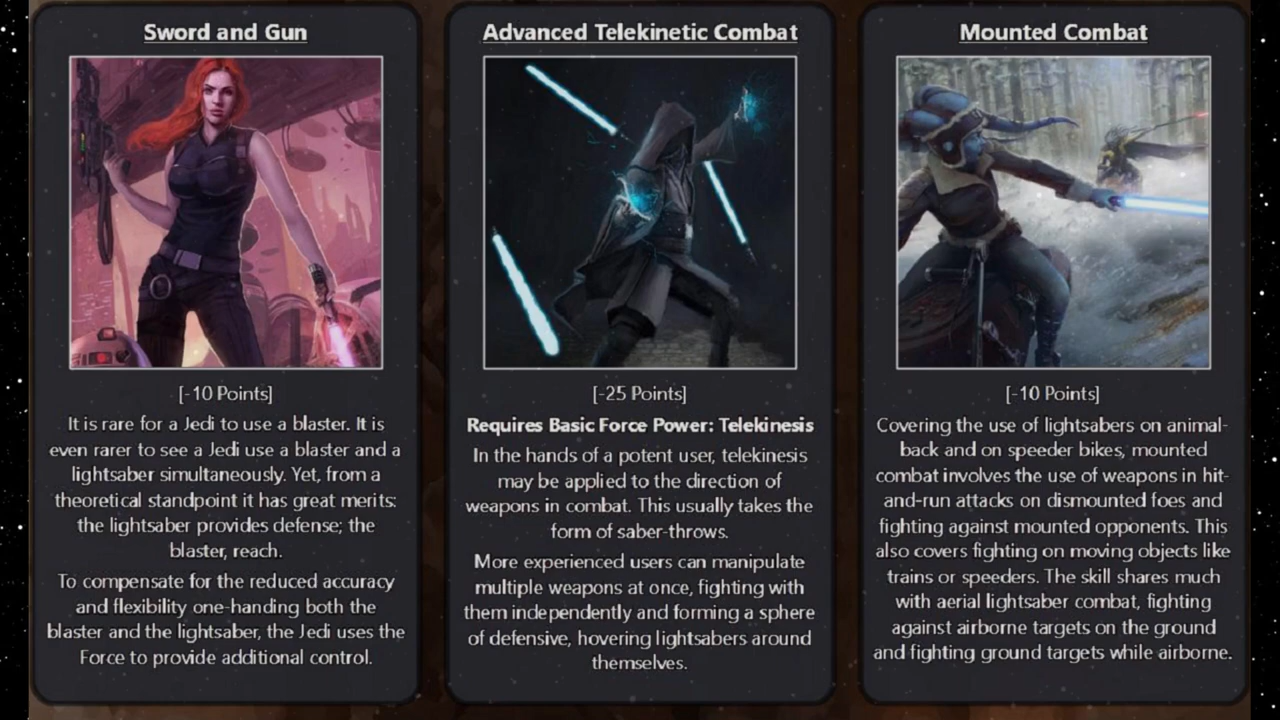 Sword and Gun
[-10 Points]
It is rare for a Jedi to use a blaster. It is
even rarer to see a Jedi use a blaster and a
lightsaber simultaneously. Yet, from a
theoretical standpoint it has great merits:
the lightsaber provides defense; the
blaster, reach.
To compensate for the reduced accuracy
and flexibility one-handing both the
blaster and the lightsaber, the Jedi uses the
Force to provide additional control.
Advanced Telekinetic Combat
[-25 Points]
Requires Basic Force Power: Telekinesis
In the hands of a potent user, telekinesis
may be applied to the direction of
weapons in combat. This usually takes the
form of saber-throws.
More experienced users can manipulate
multiple weapons at once, fighting with
them independently and forming a sphere
of defensive, hovering lightsabers around
themselves.
Mounted Combat
[-10 Points]
Covering the use of lightsabers on animal-
back and on speeder bikes, mounted
combat involves the use of weapons in hit-
and-run attacks on dismounted foes and
fighting against mounted opponents. This
also covers fighting on moving objects like
trains or speeders. The skill shares much
with aerial lightsaber combat, fighting
against airborne targets on the ground
and fighting ground targets while airborne.